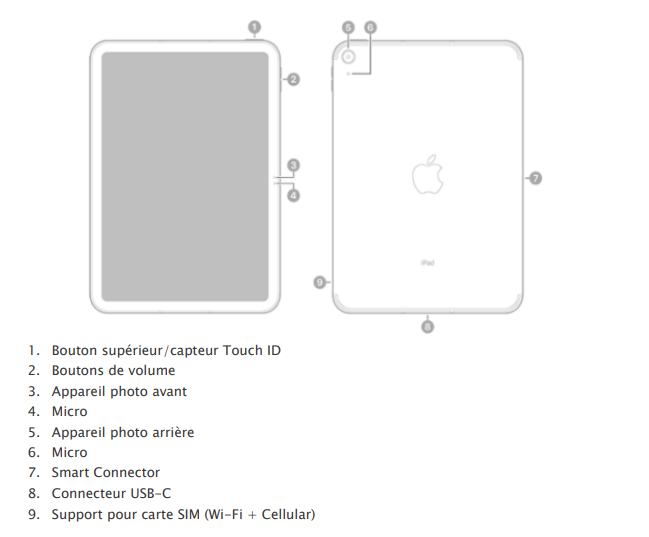 1
2
3
4
5 6
7
8
9
iPad
1. Bouton supérieur/capteur Touch ID
2. Boutons de volume
3. Appareil photo avant
4. Micro
5. Appareil photo arrière
6. Micro
7. Smart Connector
8. Connecteur USB-C
9. Support pour carte SIM (Wi-Fi + Cellular)